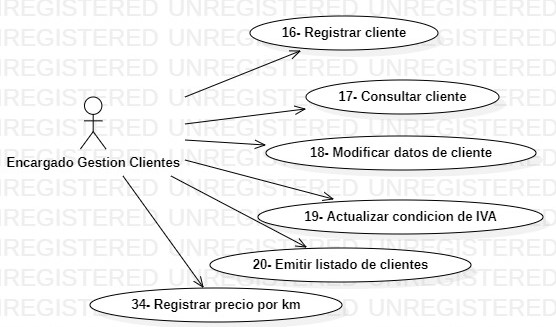 16- Registrar cliente
17- Consultar cliente
Encargado Gestion Clientes
18- Modificar datos de cliente
19- Actualizar condicion de IVA
20- Emitir listado de clientes
34- Registrar precio por km
UNREGISTERED